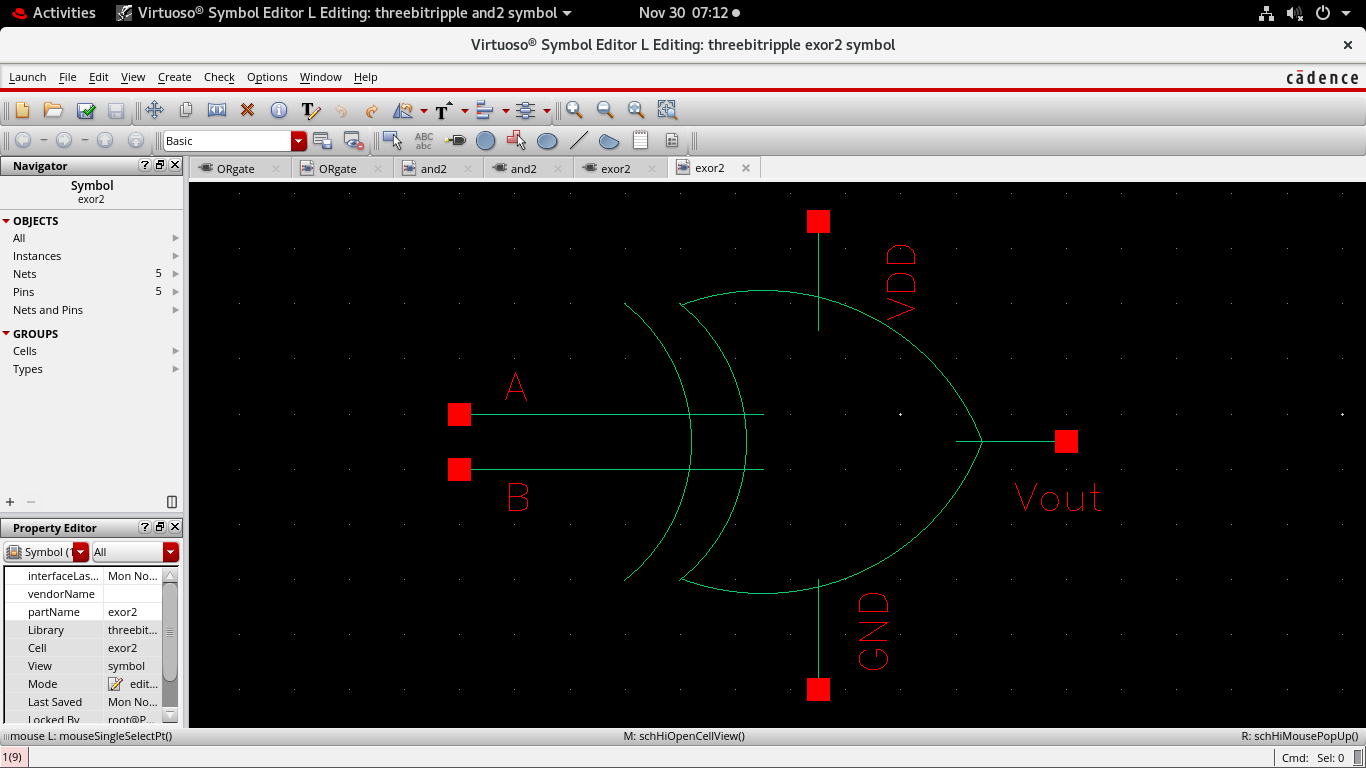 Activities
Virtuoso® Symbol Editor L Editing: threebitripple and2 symbol
Nov 30 07:12
Virtuoso® Symbol Editor L Editing: threebitripple exor2 symbol
Launch File Edit View Create Check Options Window Help
cādence
Basic
ABC
abc
Navigator
ORgate ORgate and2 and2 exor2 exor2
Symbol
exor2
OBJECTS
All
Instances
Nets 5
Pins 5
Nets and Pins
GROUPS
Cells
Types
VDD
A
B
Vout
GND
Property Editor
Symbol (1 All
interfaceLas... Mon No...
vendorName
partName exor2
Library threebit...
Cell exor2
View symbol
Mode edit...
Last Saved Mon No...
Locked By root@P...
mouse L: mouseSingleSelectPt() M: schHiOpenCellView() R: schHiMousePopUp()
1(9) Cmd: Sel: 0